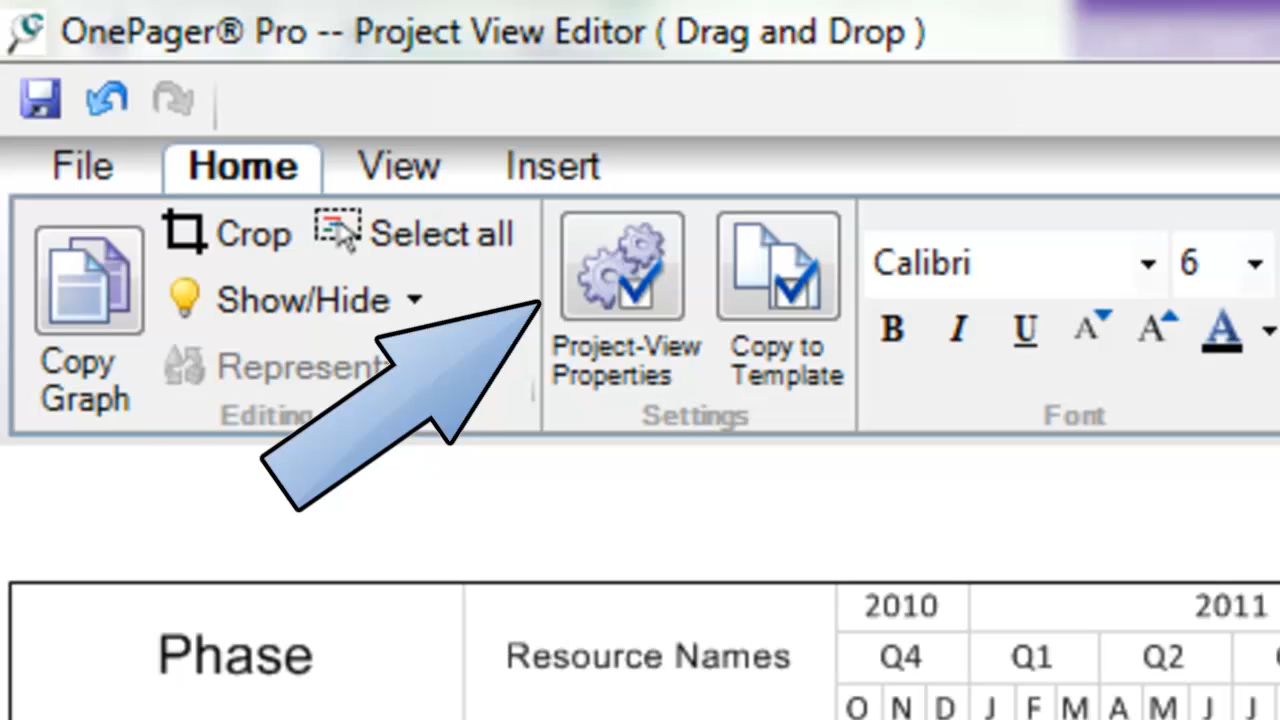 OnePager® Pro -- Project View Editor ( Drag and Drop )
File Home View Insert
Crop Select all
Show/Hide
Copy
Graph
Editing
Project-View
Properties
Copy to
Template
Settings
Calibri 6
B I U A A A
Font
Phase
Resource Names
2010 2011
Q4 Q1 Q2
O N D J F M A M J J